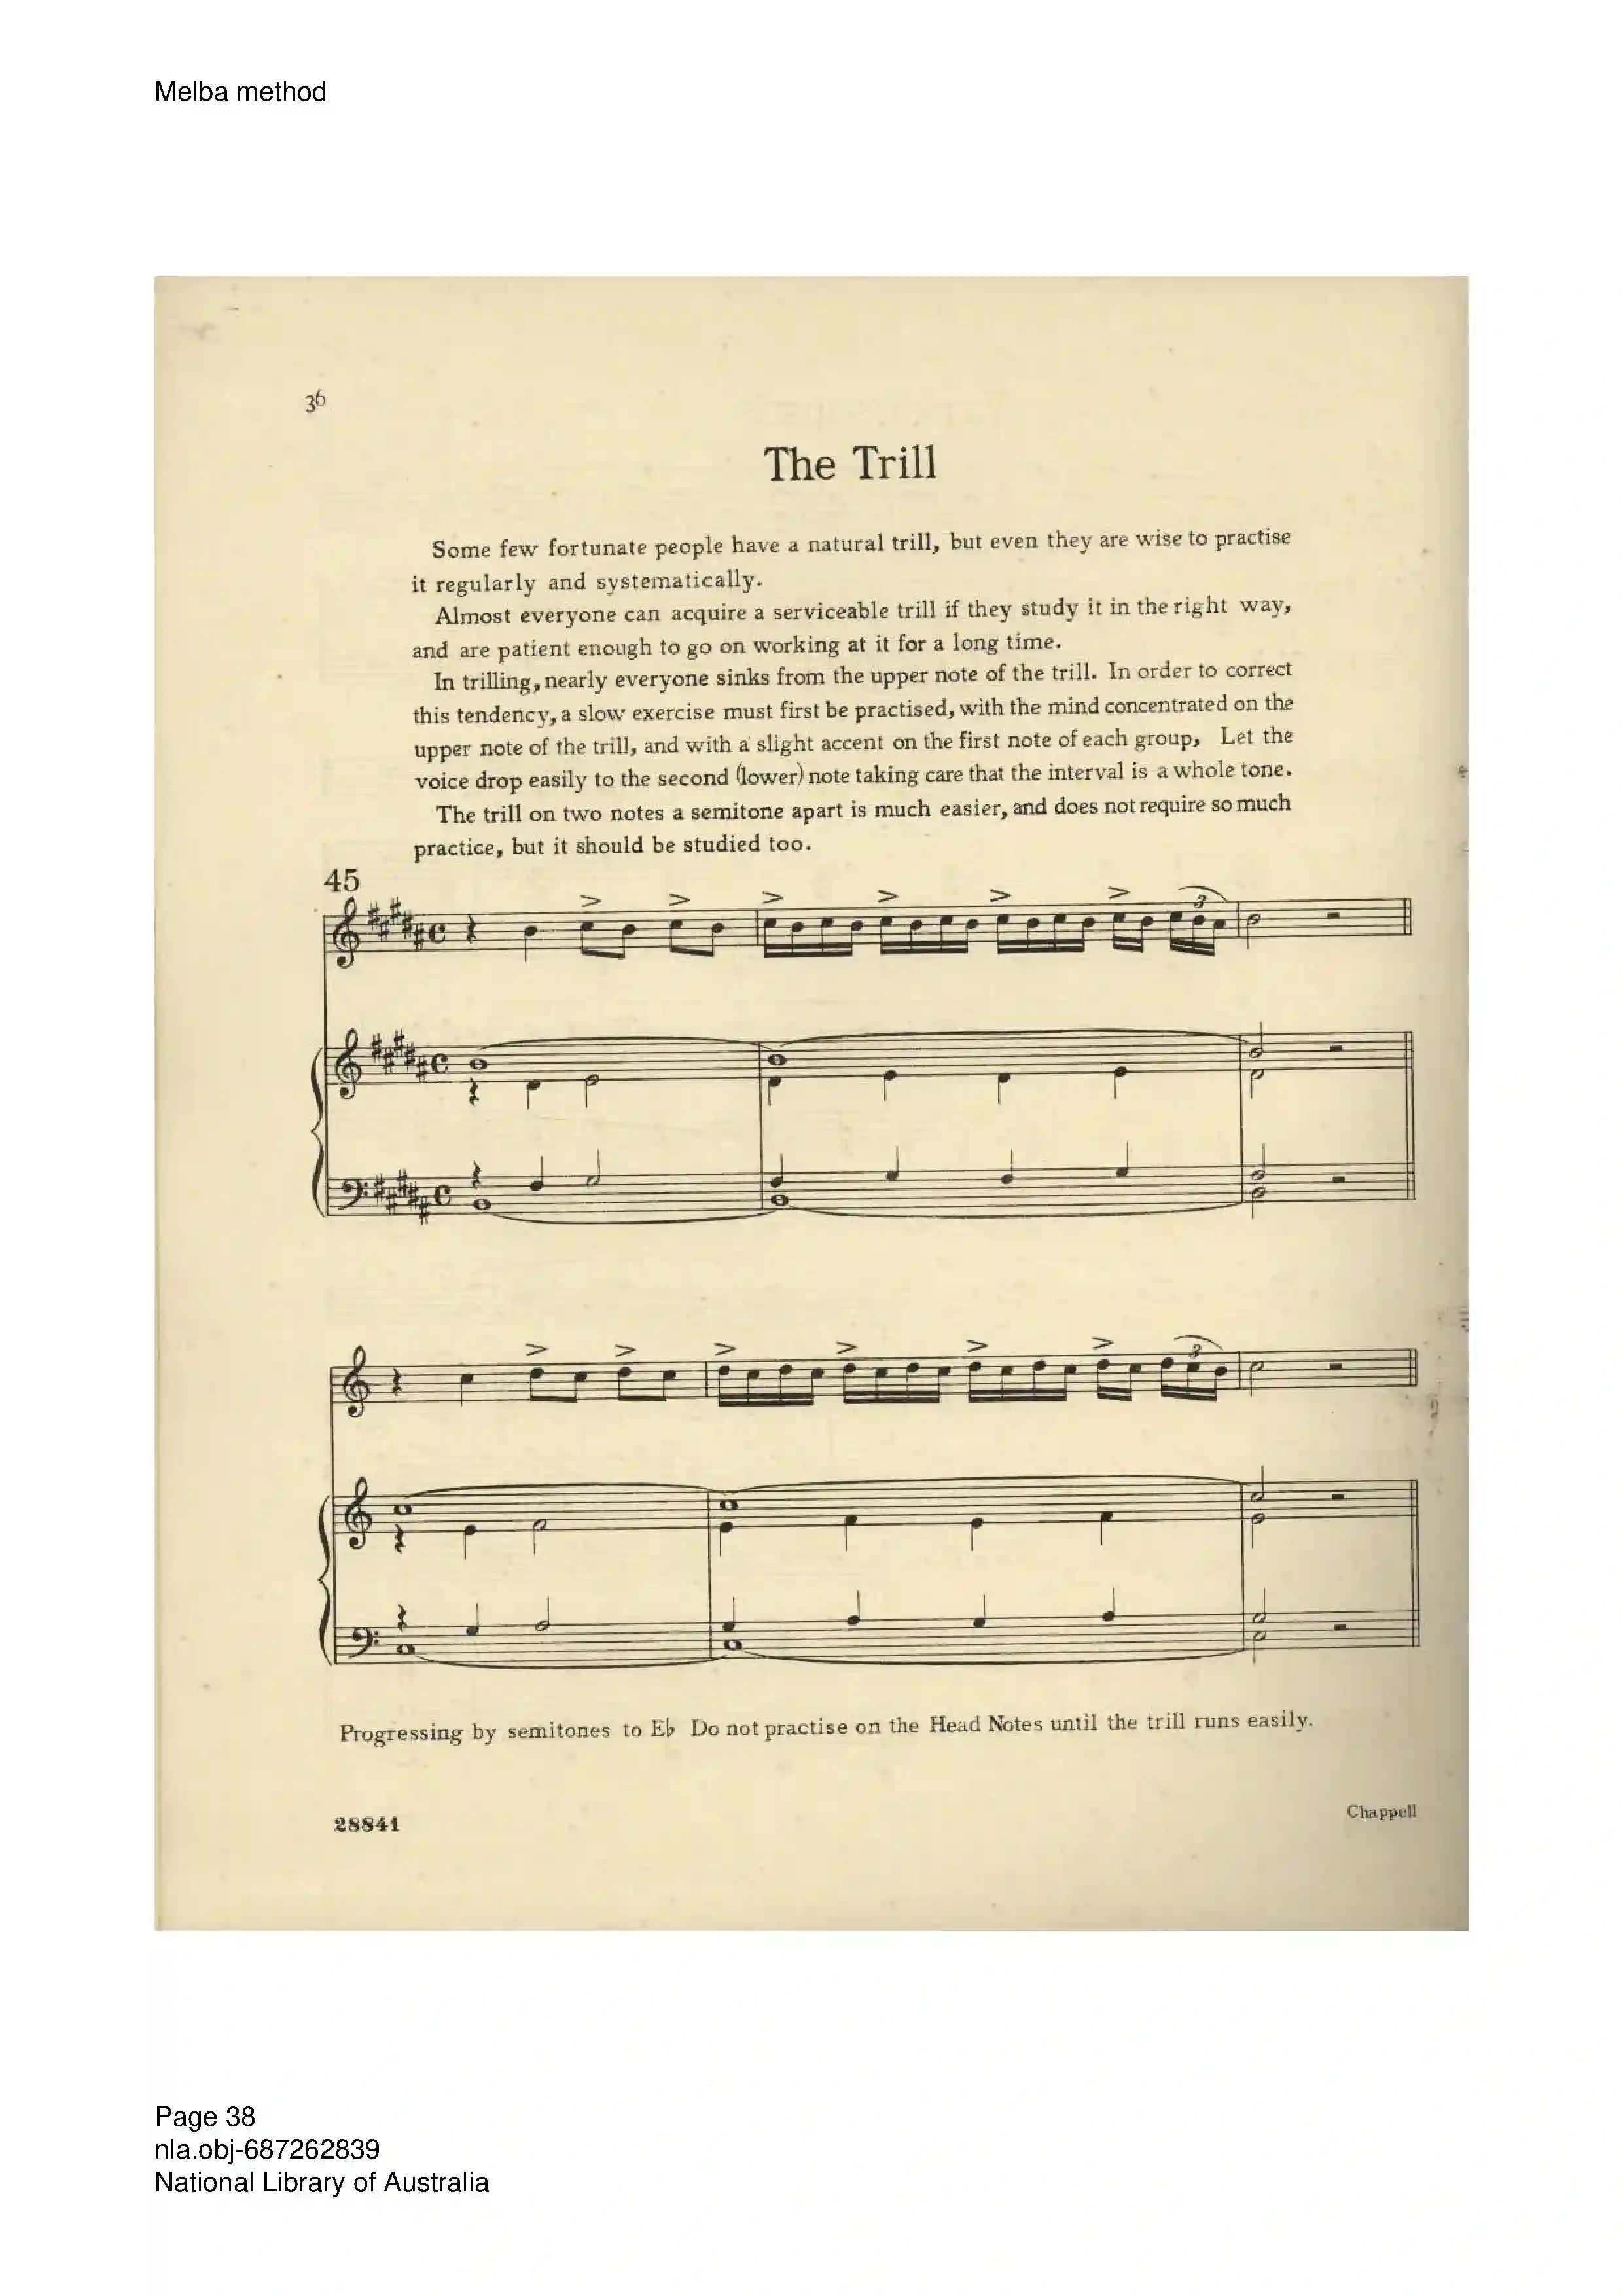 Melba method
36
The Trill
Some few fortunate people have a natural trill, but even they are wise to practise
it regularly and systematically.
Almost everyone can acquire a serviceable trill if they study it in the right way,
and are patient enough to go on working at it for a long time.
In trilling, nearly everyone sinks from the upper note of the trill. In order to correct
this tendency, a slow exercise must first be practised, with the mind concentrated on the
upper note of the trill, and with a slight accent on the first note of each group, Let the
voice drop easily to the second (lower) note taking care that the interval is a whole tone.
The trill on two notes a semitone apart is much easier, and does not require so much
practice, but it should be studied too.
45
3
3
Progressing by semitones to E♭ Do not practise on the Head Notes until the trill runs easily.
28841
Chappell
Page 38
nla.obj-687262839
National Library of Australia